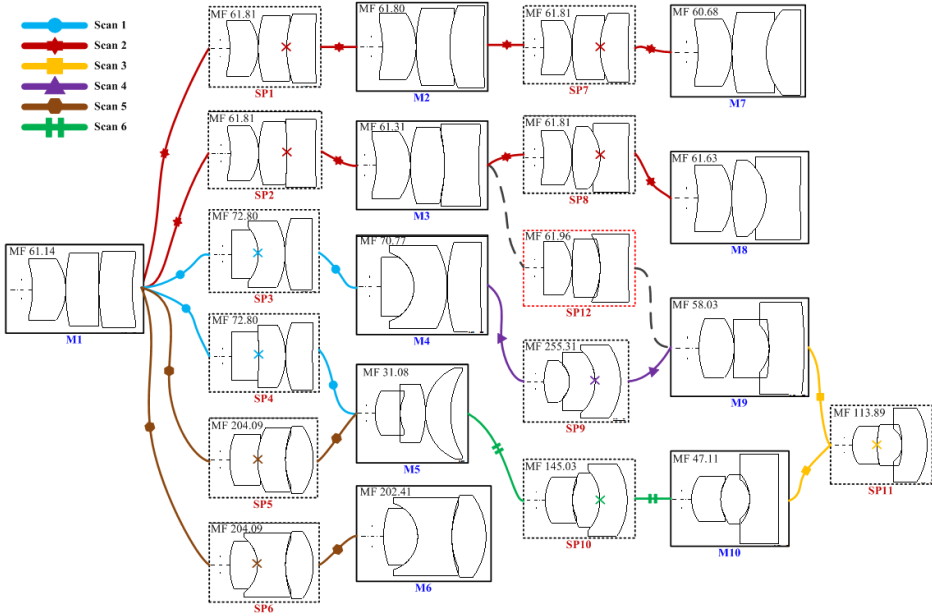 Scan 1
Scan 2
Scan 3
Scan 4
Scan 5
Scan 6
MF 61.14
M1
MF 61.81
SP1
MF 61.80
M2
MF 61.81
SP7
MF 60.68
M7
MF 61.81
SP2
MF 61.31
M3
MF 61.81
SP8
MF 61.63
M8
MF 72.80
SP3
MF 70.77
M4
MF 61.96
SP12
MF 72.80
SP4
MF 31.08
M5
MF 255.31
SP9
MF 58.03
M9
MF 204.09
SP5
MF 202.41
M6
MF 145.03
SP10
MF 47.11
M10
MF 113.89
SP11
MF 204.09
SP6